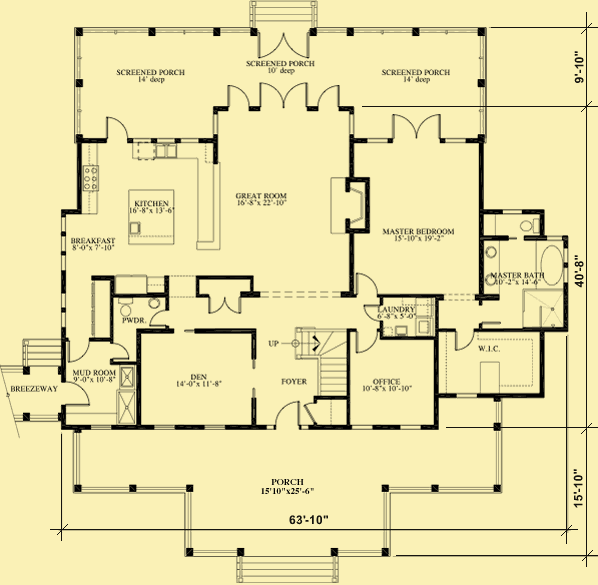 SCREENED PORCH
10' deep
SCREENED PORCH
14' deep
SCREENED PORCH
14' deep
9'-10"
KITCHEN
16'-8"x 13'-6"
GREAT ROOM
16'-8"x 22'-10"
BREAKFAST
8'-0"x 7'-10"
MASTER BEDROOM
15'-10"x 19'-2"
MASTER BATH
10'-2"x 14'-6"
40'-8"
PWDR.
LAUNDRY
6'-8"x 5'-0"
UP
W.I.C.
MUD ROOM
9'-0"x 10'-8"
DEN
14'-0"x 11'-8"
FOYER
OFFICE
10'-8"x 10'-10"
BREEZEWAY
PORCH
15'10"x25'-6"
15'-10"
63'-10"